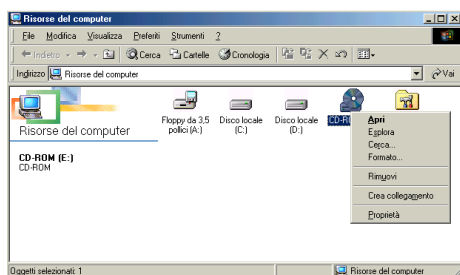 Risorse del computer
File Modifica Visualizza Preferiti Strumenti ?
Indietro Cerca Cartelle Cronologia
Indirizzo Risorse del computer Vai
Risorse del computer
CD-ROM (E:)
CD-ROM
Floppy da 3,5 pollici (A:)
Disco locale (C:)
Disco locale (D:)
CD-R
Apri
Esplora
Cerca...
Formato...
Rimuovi
Crea collegamento
Proprietà
Oggetti selezionati: 1 Risorse del computer